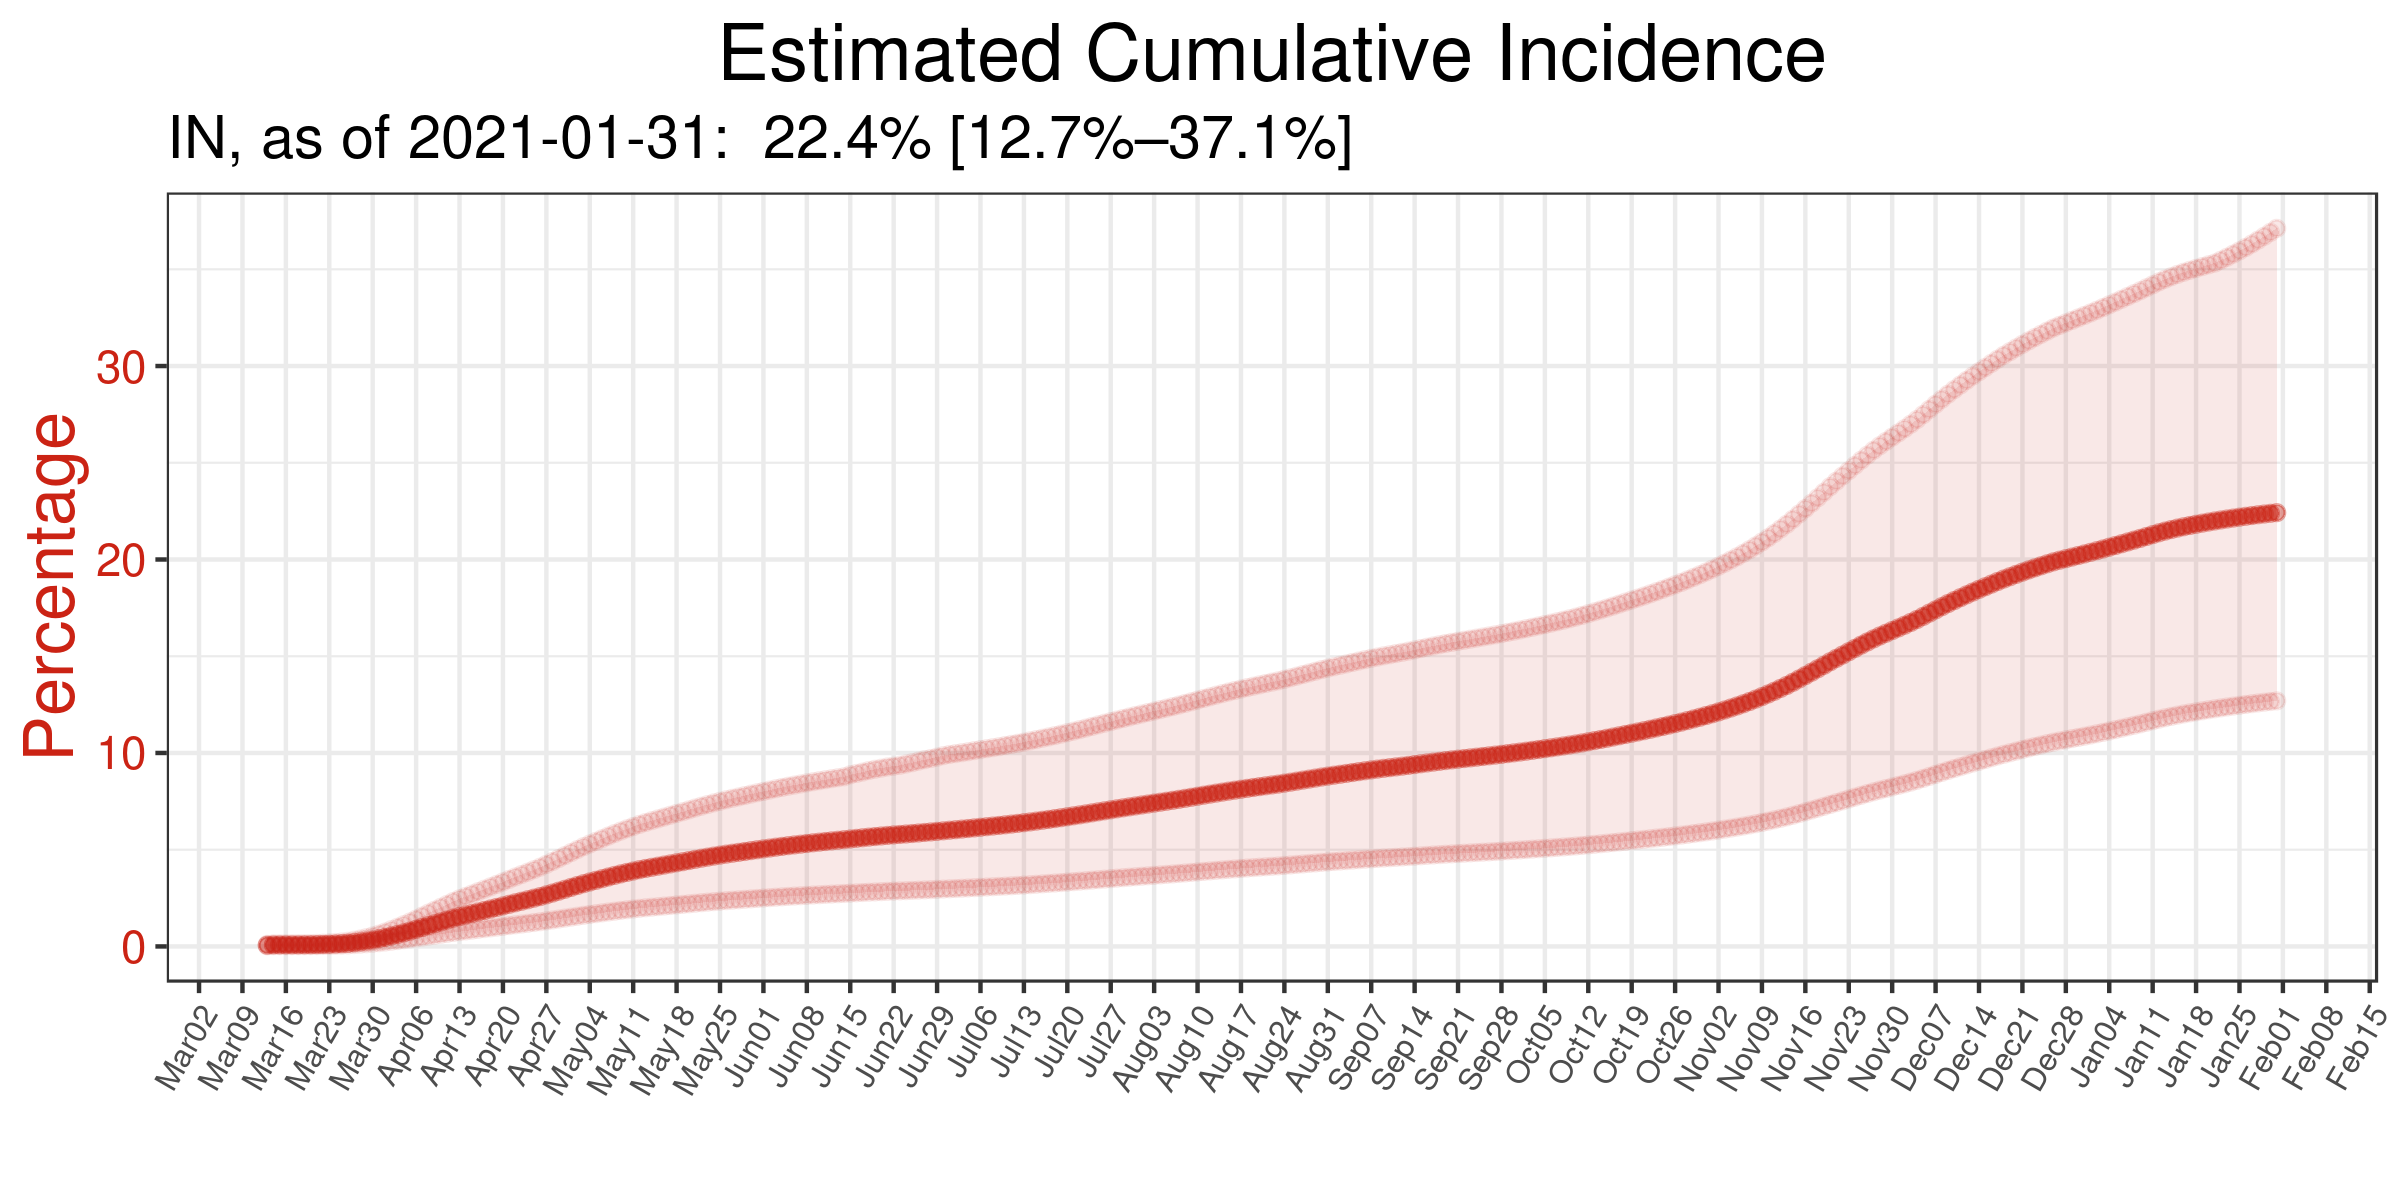 Estimated Cumulative Incidence
IN, as of 2021-01-31:  22.4% [12.7%–37.1%]
Percentage
30
20
10
0
Mar02
Mar09
Mar16
Mar23
Mar30
Apr06
Apr13
Apr20
Apr27
May04
May11
May18
May25
Jun01
Jun08
Jun15
Jun22
Jun29
Jul06
Jul13
Jul20
Jul27
Aug03
Aug10
Aug17
Aug24
Aug31
Sep07
Sep14
Sep21
Sep28
Oct05
Oct12
Oct19
Oct26
Nov02
Nov09
Nov16
Nov23
Nov30
Dec07
Dec14
Dec21
Dec28
Jan04
Jan11
Jan18
Jan25
Feb01
Feb08
Feb15